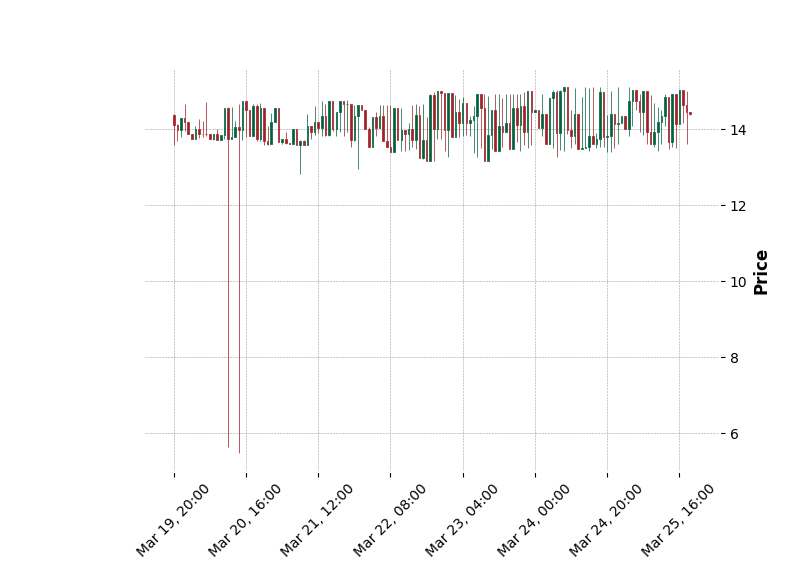 14
12
10
8
6
Price
Mar 19, 20:00
Mar 20, 16:00
Mar 21, 12:00
Mar 22, 08:00
Mar 23, 04:00
Mar 24, 00:00
Mar 24, 20:00
Mar 25, 16:00